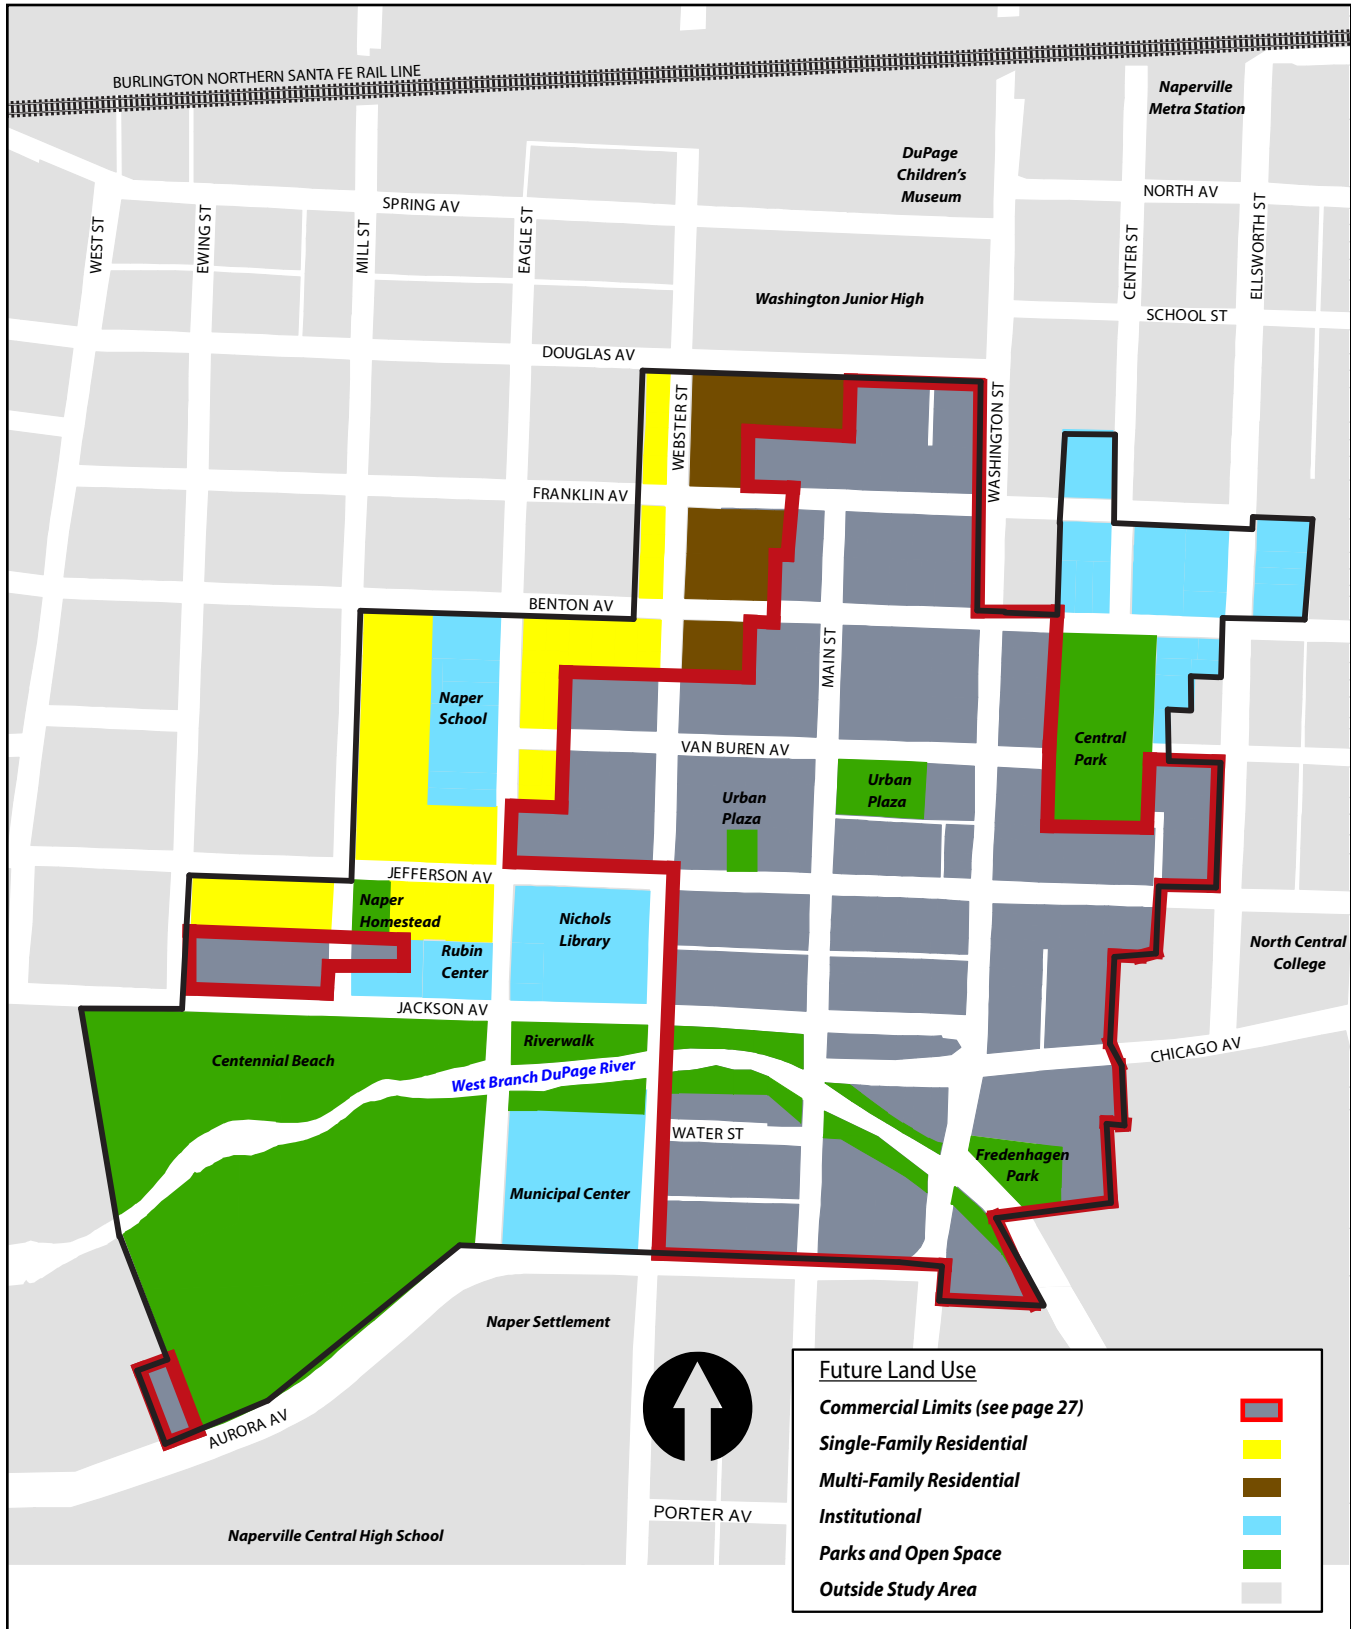 BURLINGTON NORTHERN SANTA FE RAIL LINE
Naperville
Metra Station
DuPage
Children's
Museum
NORTH AV
SPRING AV
WEST ST
EWING ST
MILL ST
EAGLE ST
CENTER ST
ELLSWORTH ST
Washington Junior High
SCHOOL ST
DOUGLAS AV
WEBSTER ST
WASHINGTON ST
FRANKLIN AV
BENTON AV
MAIN ST
Naper
School
VAN BUREN AV
Central
Park
Urban
Plaza
Urban
Plaza
JEFFERSON AV
Naper
Homestead
Nichols
Library
Rubin
Center
North Central
College
JACKSON AV
Riverwalk
Centennial Beach
CHICAGO AV
West Branch DuPage River
WATER ST
Fredenhagen
Park
Municipal Center
Naper Settlement
AURORA AV
PORTER AV
Naperville Central High School
Future Land Use
Commercial Limits (see page 27)
Single-Family Residential
Multi-Family Residential
Institutional
Parks and Open Space
Outside Study Area